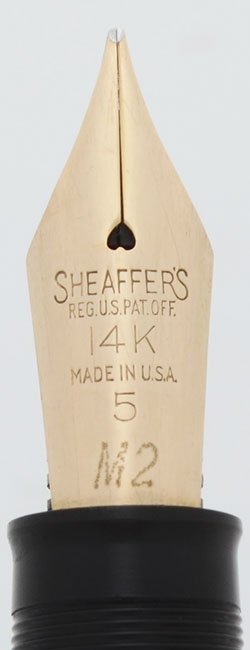 SHEAFFER'S
REG.U.S.PAT.OFF.
14K
MADE IN U.S.A.
5
M2